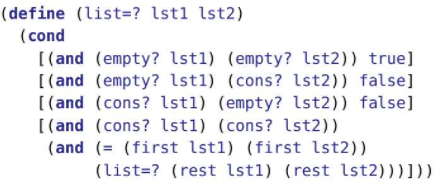 (define (list=? lst1 lst2)
  (cond
    [(and (empty? lst1) (empty? lst2)) true]
    [(and (empty? lst1) (cons? lst2)) false]
    [(and (cons? lst1) (empty? lst2)) false]
    [(and (cons? lst1) (cons? lst2))
     (and (= (first lst1) (first lst2))
          (list=? (rest lst1) (rest lst2)))]))